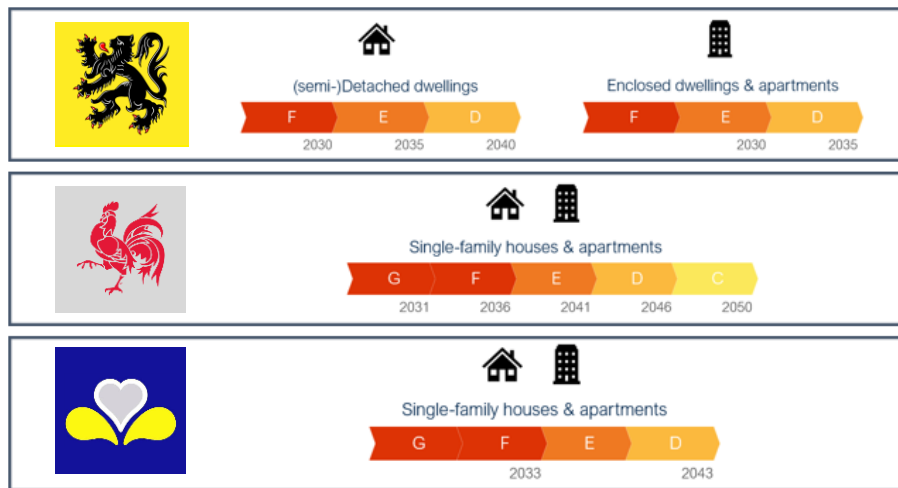 (semi-)Detached dwellings
F E D
2030 2035 2040
Enclosed dwellings & apartments
F E D
2030 2035
Single-family houses & apartments
G F E D C
2031 2036 2041 2046 2050
Single-family houses & apartments
G F E D
2033 2043